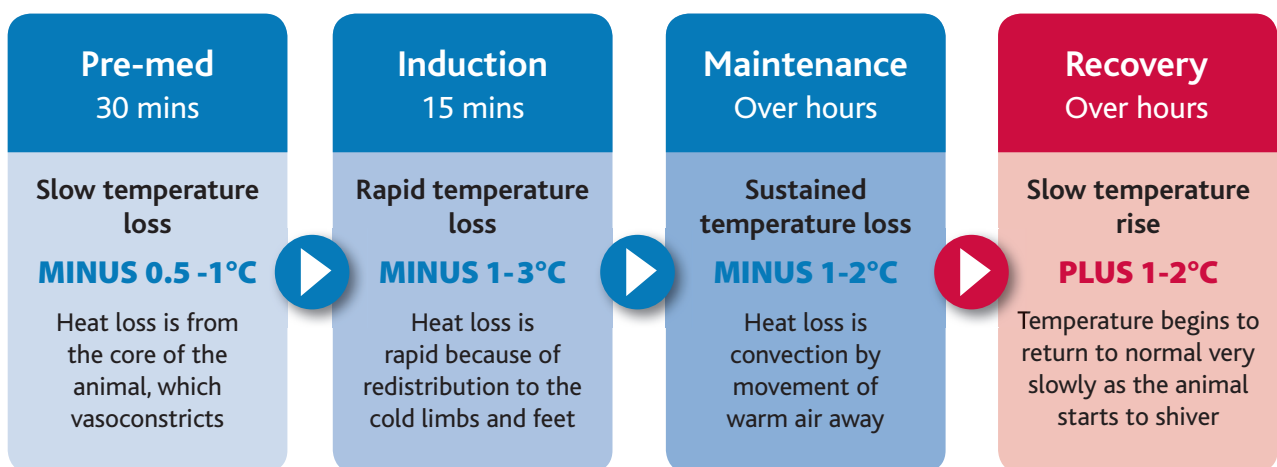 Pre-med
30 mins
Slow temperature
loss
MINUS 0.5 -1°C
Heat loss is from
the core of the
animal, which
vasoconstricts
Induction
15 mins
Rapid temperature
loss
MINUS 1-3°C
Heat loss is
rapid because of
redistribution to the
cold limbs and feet
Maintenance
Over hours
Sustained
temperature loss
MINUS 1-2°C
Heat loss is
convection by
movement of
warm air away
Recovery
Over hours
Slow temperature
rise
PLUS 1-2°C
Temperature begins to
return to normal very
slowly as the animal
starts to shiver